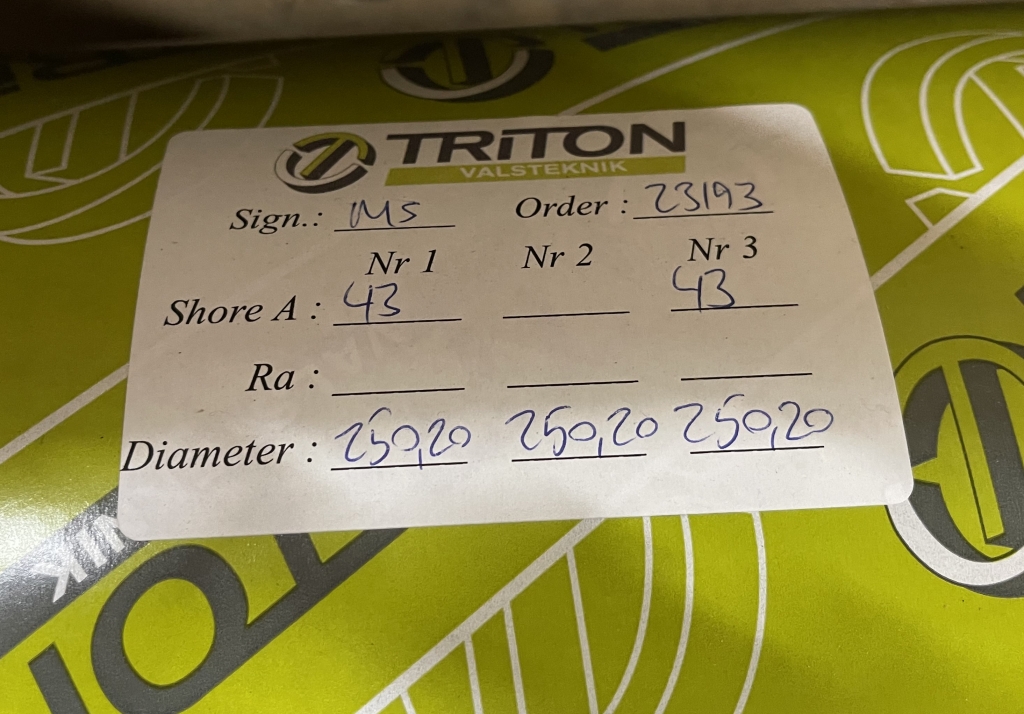 TRiTON
VALSTEKNIK
Sign.: IMS Order : 23193
Nr 1 Nr 2 Nr 3
Shore A : 43 43
Ra :
Diameter : 250,20 250,20 250,20